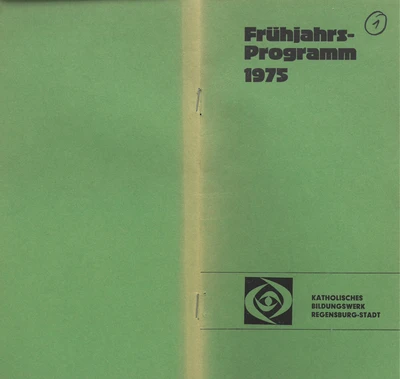 Frühjahrs-
Programm
1975
1
KATHOLISCHES
BILDUNGSWERK
REGENSBURG-STADT